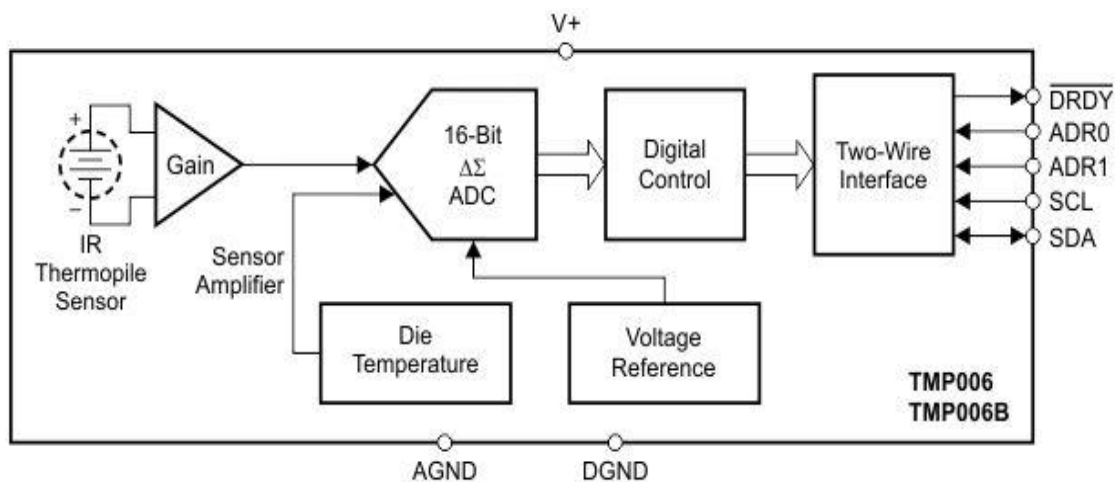 V+
+
−
IR
Thermopile
Sensor
Gain
Sensor
Amplifier
16-Bit
ΔΣ
ADC
Digital
Control
Two-Wire
Interface
DRDY
ADR0
ADR1
SCL
SDA
Die
Temperature
Voltage
Reference
TMP006
TMP006B
AGND
DGND